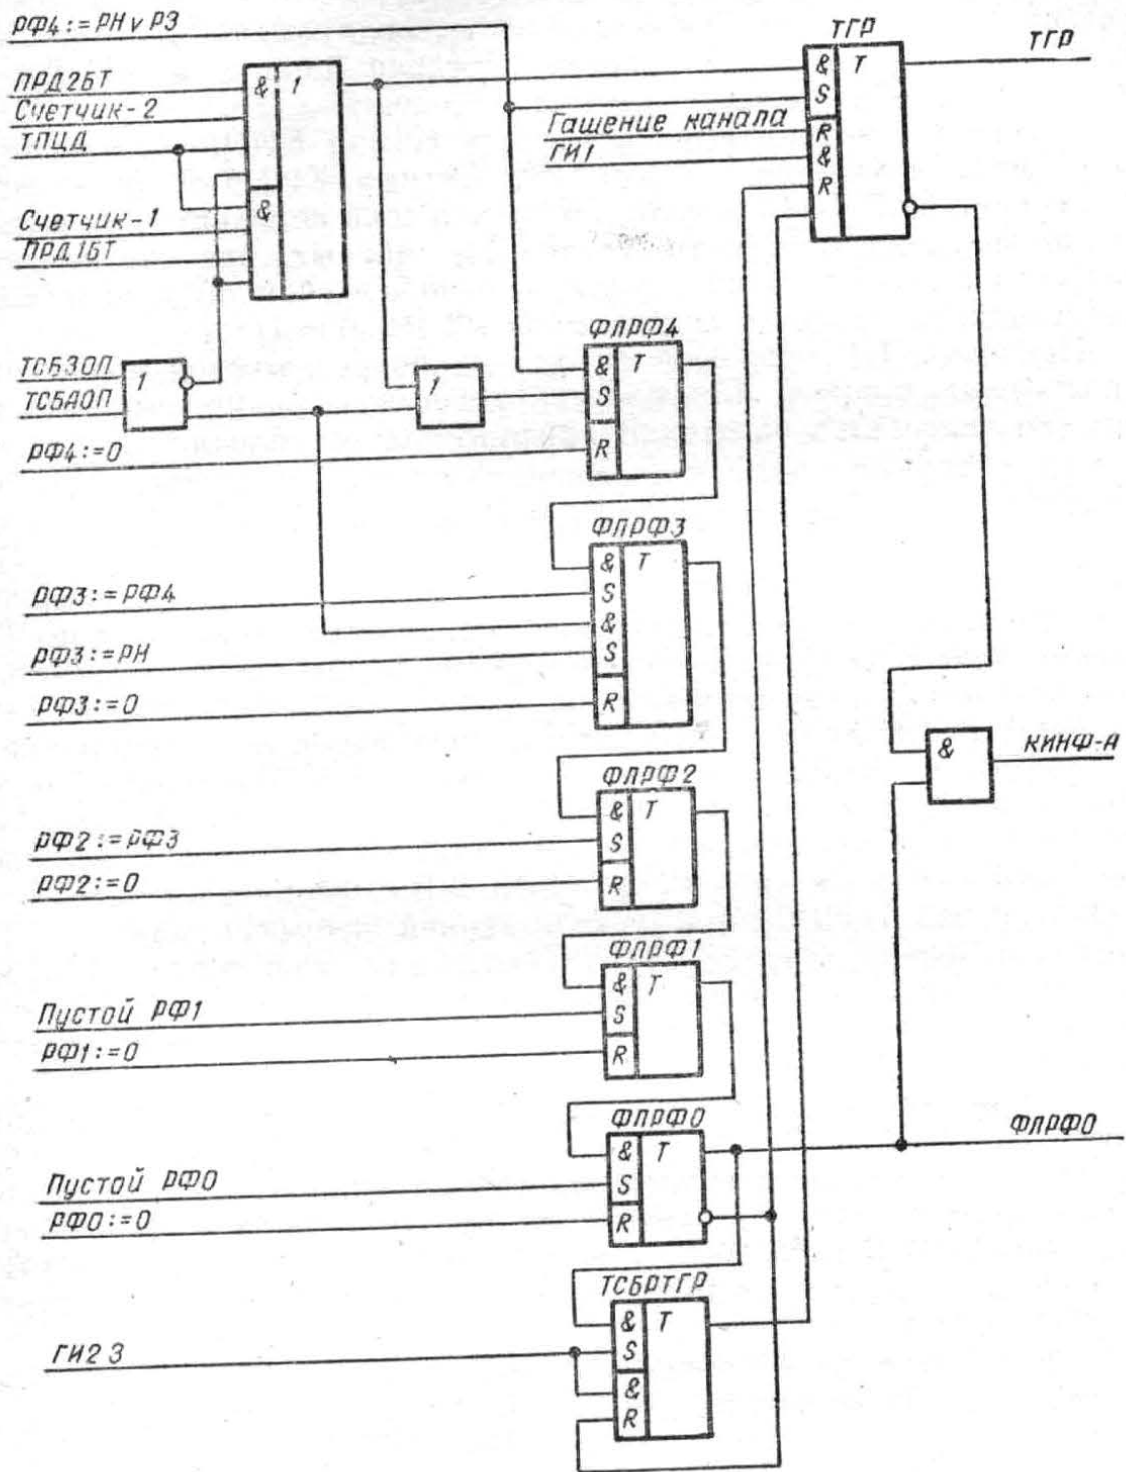 РФ4:=РН∨РЗ
ТГР
ТГР
ПРД2БТ
& 1
& T
Счетчик-2
S
ТЛЦД
Гашение канала
R
ГИ1
&
R
&
Счетчик-1
ПРД1БТ
ФЛРФ4
ТСБЗОП
1
1
& T
ТСБАОП
S
РФ4:=0
R
ФЛРФ3
& T
РФ3:=РФ4
S
&
РФ3:=РН
S
РФ3:=0
R
&
КИНФ-А
ФЛРФ2
& T
РФ2:=РФ3
S
РФ2:=0
R
ФЛРФ1
& T
Пустой РФ1
S
РФ1:=0
R
ФЛРФ0
ФЛРФ0
& T
Пустой РФ0
S
РФ0:=0
R
ТСБРТГР
& T
ГИ2 3
S
&
R